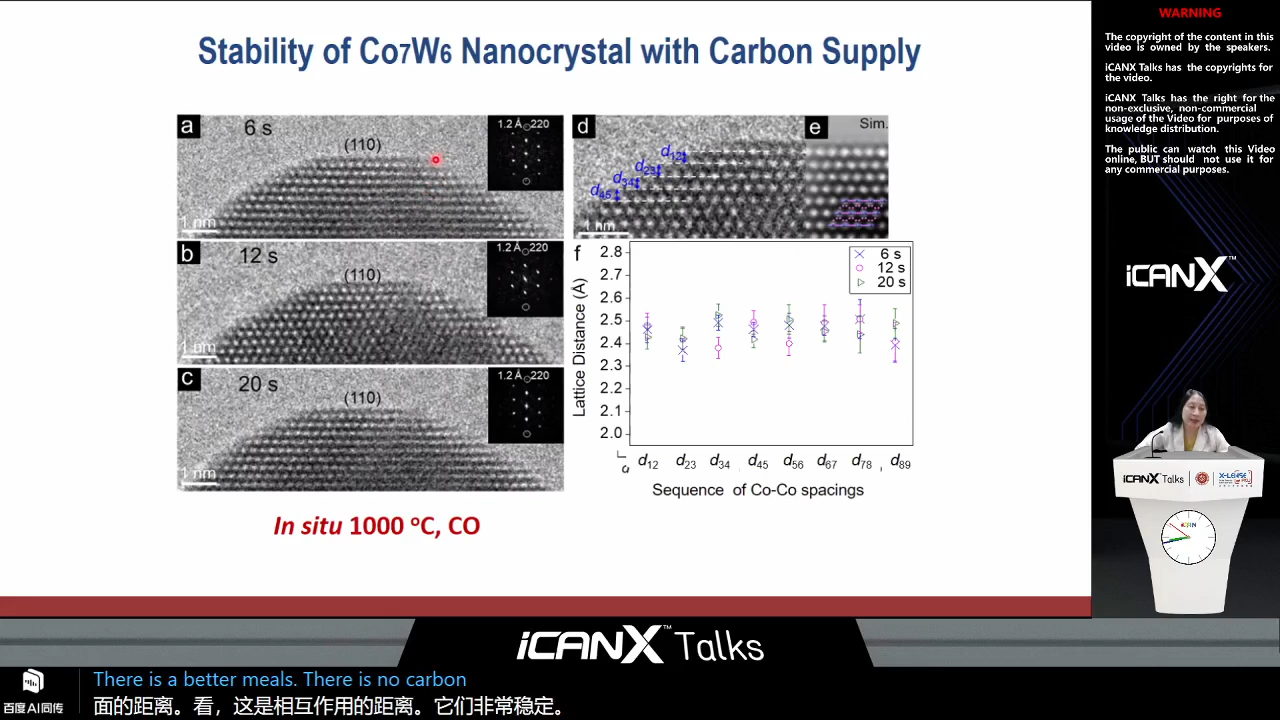 Stability of Co7W6 Nanocrystal with Carbon Supply
a
6 s
(110)
1.2 Å 220
1 nm
b
12 s
(110)
1.2 Å 220
1 nm
c
20 s
(110)
1.2 Å 220
1 nm
d
d12
d23
d34
d45
1 nm
e
Sim.
f
2.8
2.7
2.6
2.5
2.4
2.3
2.2
2.1
2.0
Lattice Distance (Å)
6 s
12 s
20 s
d12 d23 d34 d45 d56 d67 d78 d89
Sequence of Co-Co spacings
In situ 1000 °C, CO
WARNING
The copyright of the content in this
video is owned by the speakers.
iCANX Talks has the copyrights for
the video.
iCANX Talks has the right for the
non-exclusive, non-commercial
usage of the Video for purposes of
knowledge distribution.
The public can watch this Video
online, BUT should not use it for
any commercial purposes.
iCANX™
iCANX Talks
iCANX™ Talks
百度AI同传
There is a better meals. There is no carbon
面的距离。看，这是相互作用的距离。它们非常稳定。